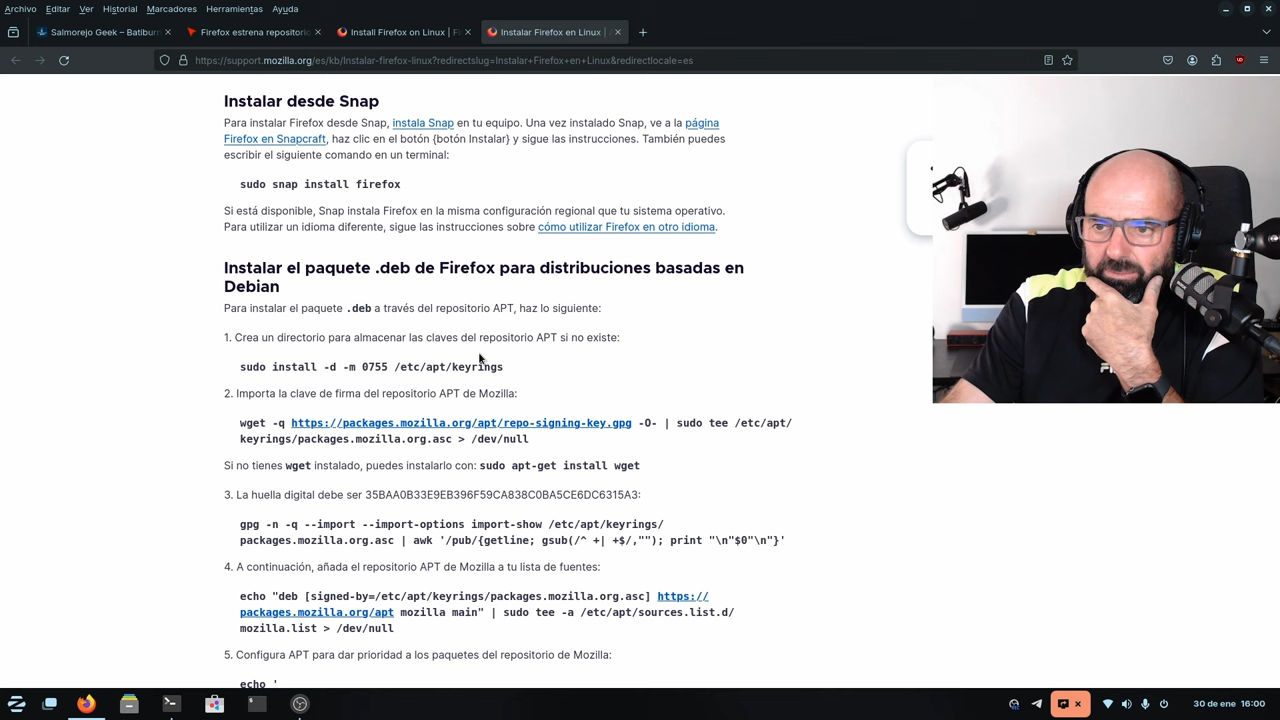 Archivo Editar Ver Historial Marcadores Herramientas Ayuda
Salmorejo Geek – Batibur
Firefox estrena repositorio
Install Firefox on Linux | F
Instalar Firefox en Linux |
https://support.mozilla.org/es/kb/Instalar-firefox-linux?redirectslug=Instalar+Firefox+en+Linux&redirectlocale=es
Instalar desde Snap
Para instalar Firefox desde Snap, instala Snap en tu equipo. Una vez instalado Snap, ve a la página
Firefox en Snapcraft, haz clic en el botón {botón Instalar} y sigue las instrucciones. También puedes
escribir el siguiente comando en un terminal:
sudo snap install firefox
Si está disponible, Snap instala Firefox en la misma configuración regional que tu sistema operativo.
Para utilizar un idioma diferente, sigue las instrucciones sobre cómo utilizar Firefox en otro idioma.
Instalar el paquete .deb de Firefox para distribuciones basadas en
Debian
Para instalar el paquete .deb a través del repositorio APT, haz lo siguiente:
1. Crea un directorio para almacenar las claves del repositorio APT si no existe:
sudo install -d -m 0755 /etc/apt/keyrings
2. Importa la clave de firma del repositorio APT de Mozilla:
wget -q https://packages.mozilla.org/apt/repo-signing-key.gpg -O- | sudo tee /etc/apt/
keyrings/packages.mozilla.org.asc > /dev/null
Si no tienes wget instalado, puedes instalarlo con: sudo apt-get install wget
3. La huella digital debe ser 35BAA0B33E9EB396F59CA838C0BA5CE6DC6315A3:
gpg -n -q --import --import-options import-show /etc/apt/keyrings/
packages.mozilla.org.asc | awk '/pub/{getline; gsub(/^ +| +$/,""); print "\n"$0"\n"}'
4. A continuación, añada el repositorio APT de Mozilla a tu lista de fuentes:
echo "deb [signed-by=/etc/apt/keyrings/packages.mozilla.org.asc] https://
packages.mozilla.org/apt mozilla main" | sudo tee -a /etc/apt/sources.list.d/
mozilla.list > /dev/null
5. Configura APT para dar prioridad a los paquetes del repositorio de Mozilla:
echo '
30 de ene 16:00